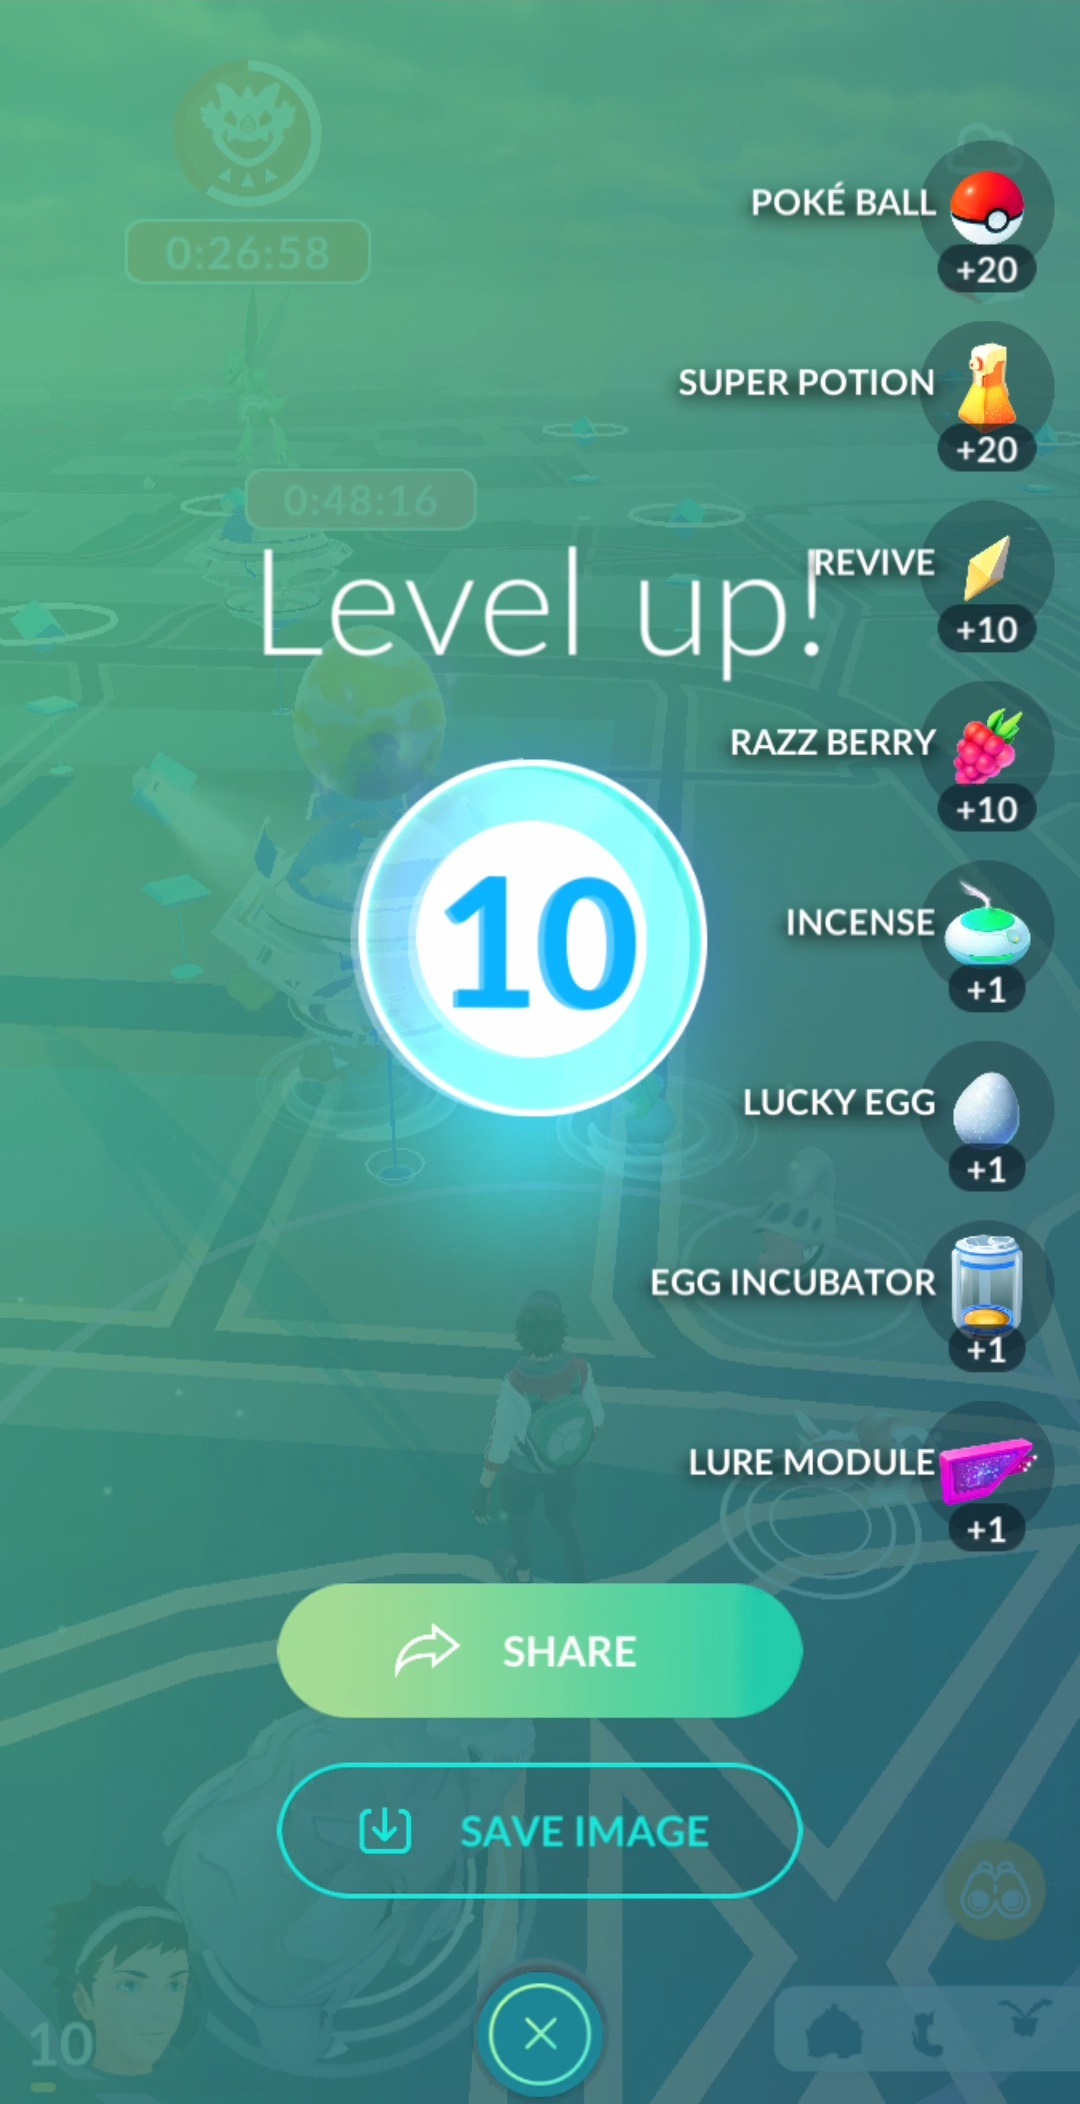 0:26:58
POKÉ BALL
+20
SUPER POTION
+20
0:48:16
Level up!
REVIVE
+10
RAZZ BERRY
+10
10
INCENSE
+1
LUCKY EGG
+1
EGG INCUBATOR
+1
LURE MODULE
+1
SHARE
SAVE IMAGE
10